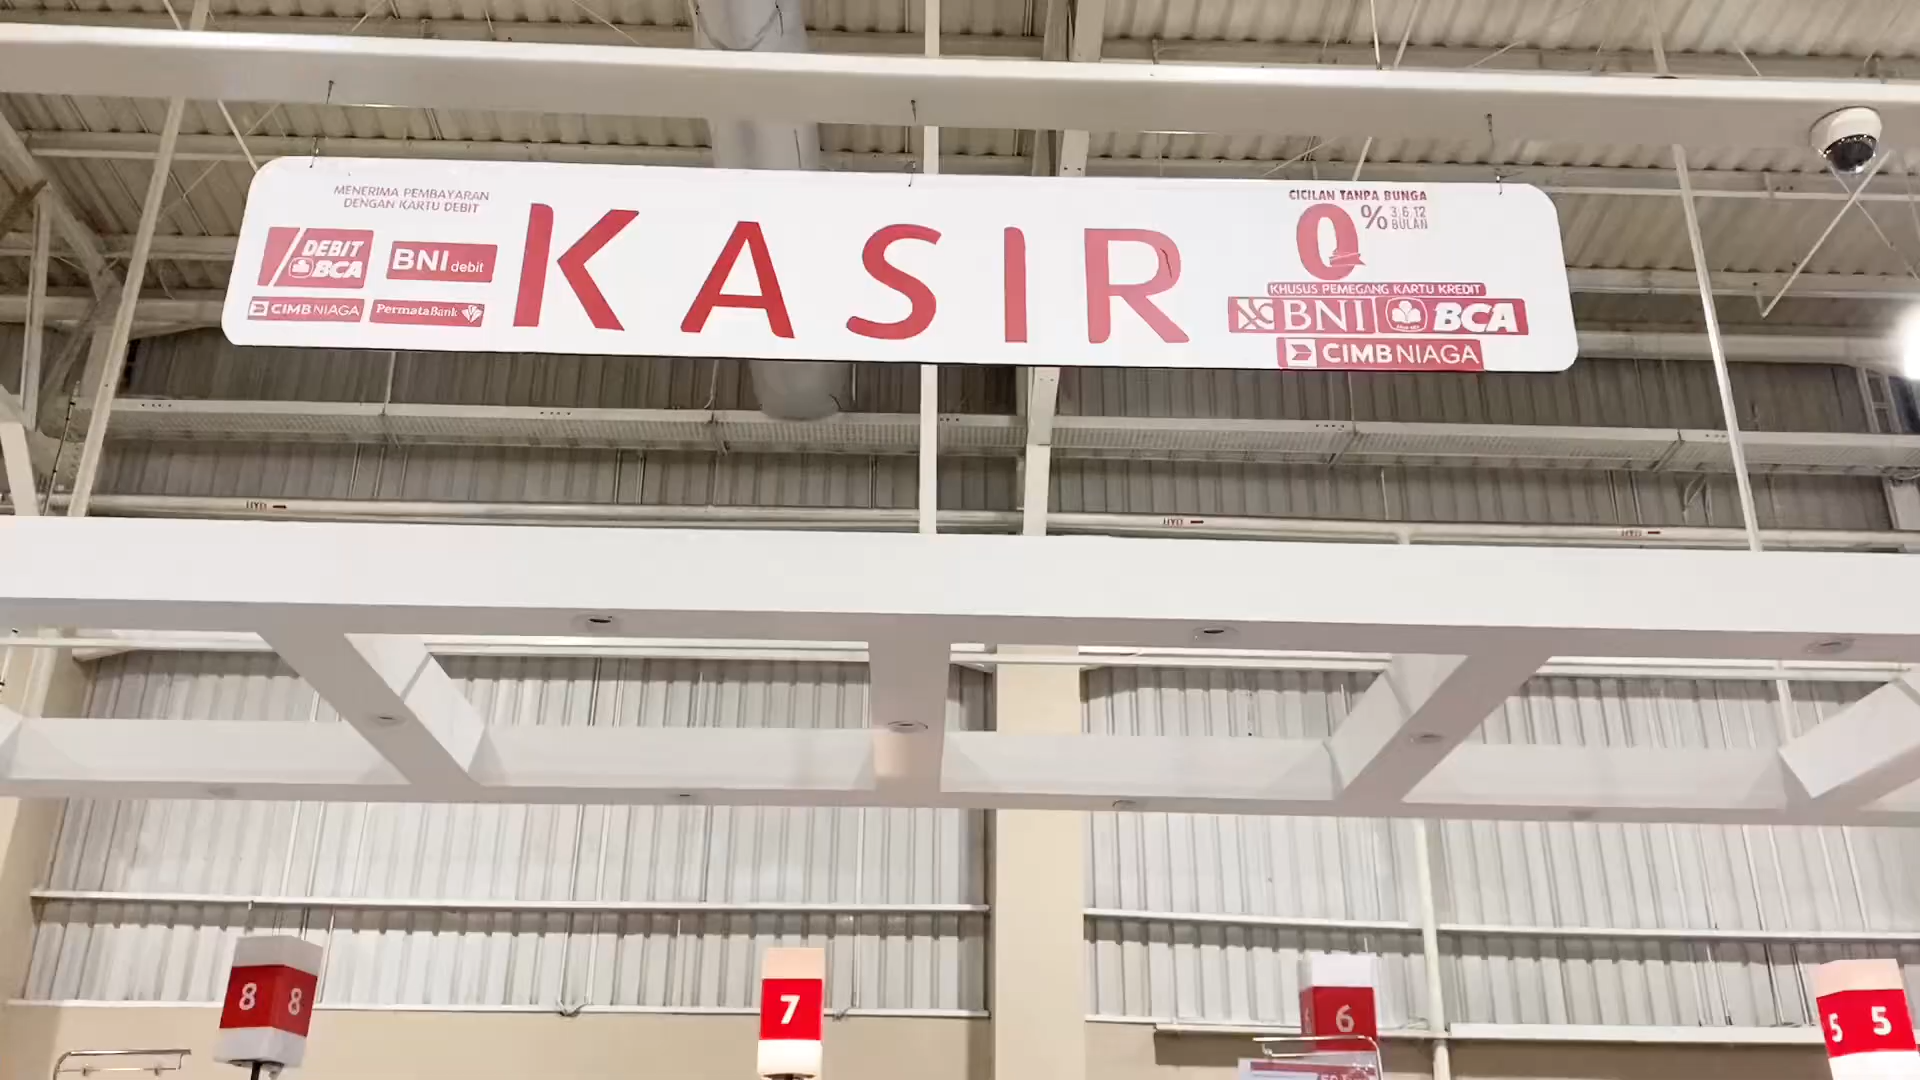 MENERIMA PEMBAYARAN
DENGAN KARTU DEBIT
DEBIT
BCA
BNI debit
CIMB NIAGA
PermataBank
KASIR
CICILAN TANPA BUNGA
0% 3,6,12
BULAN
KHUSUS PEMEGANG KARTU KREDIT
BNI
BCA
CIMB NIAGA
8 8
7
6
5 5